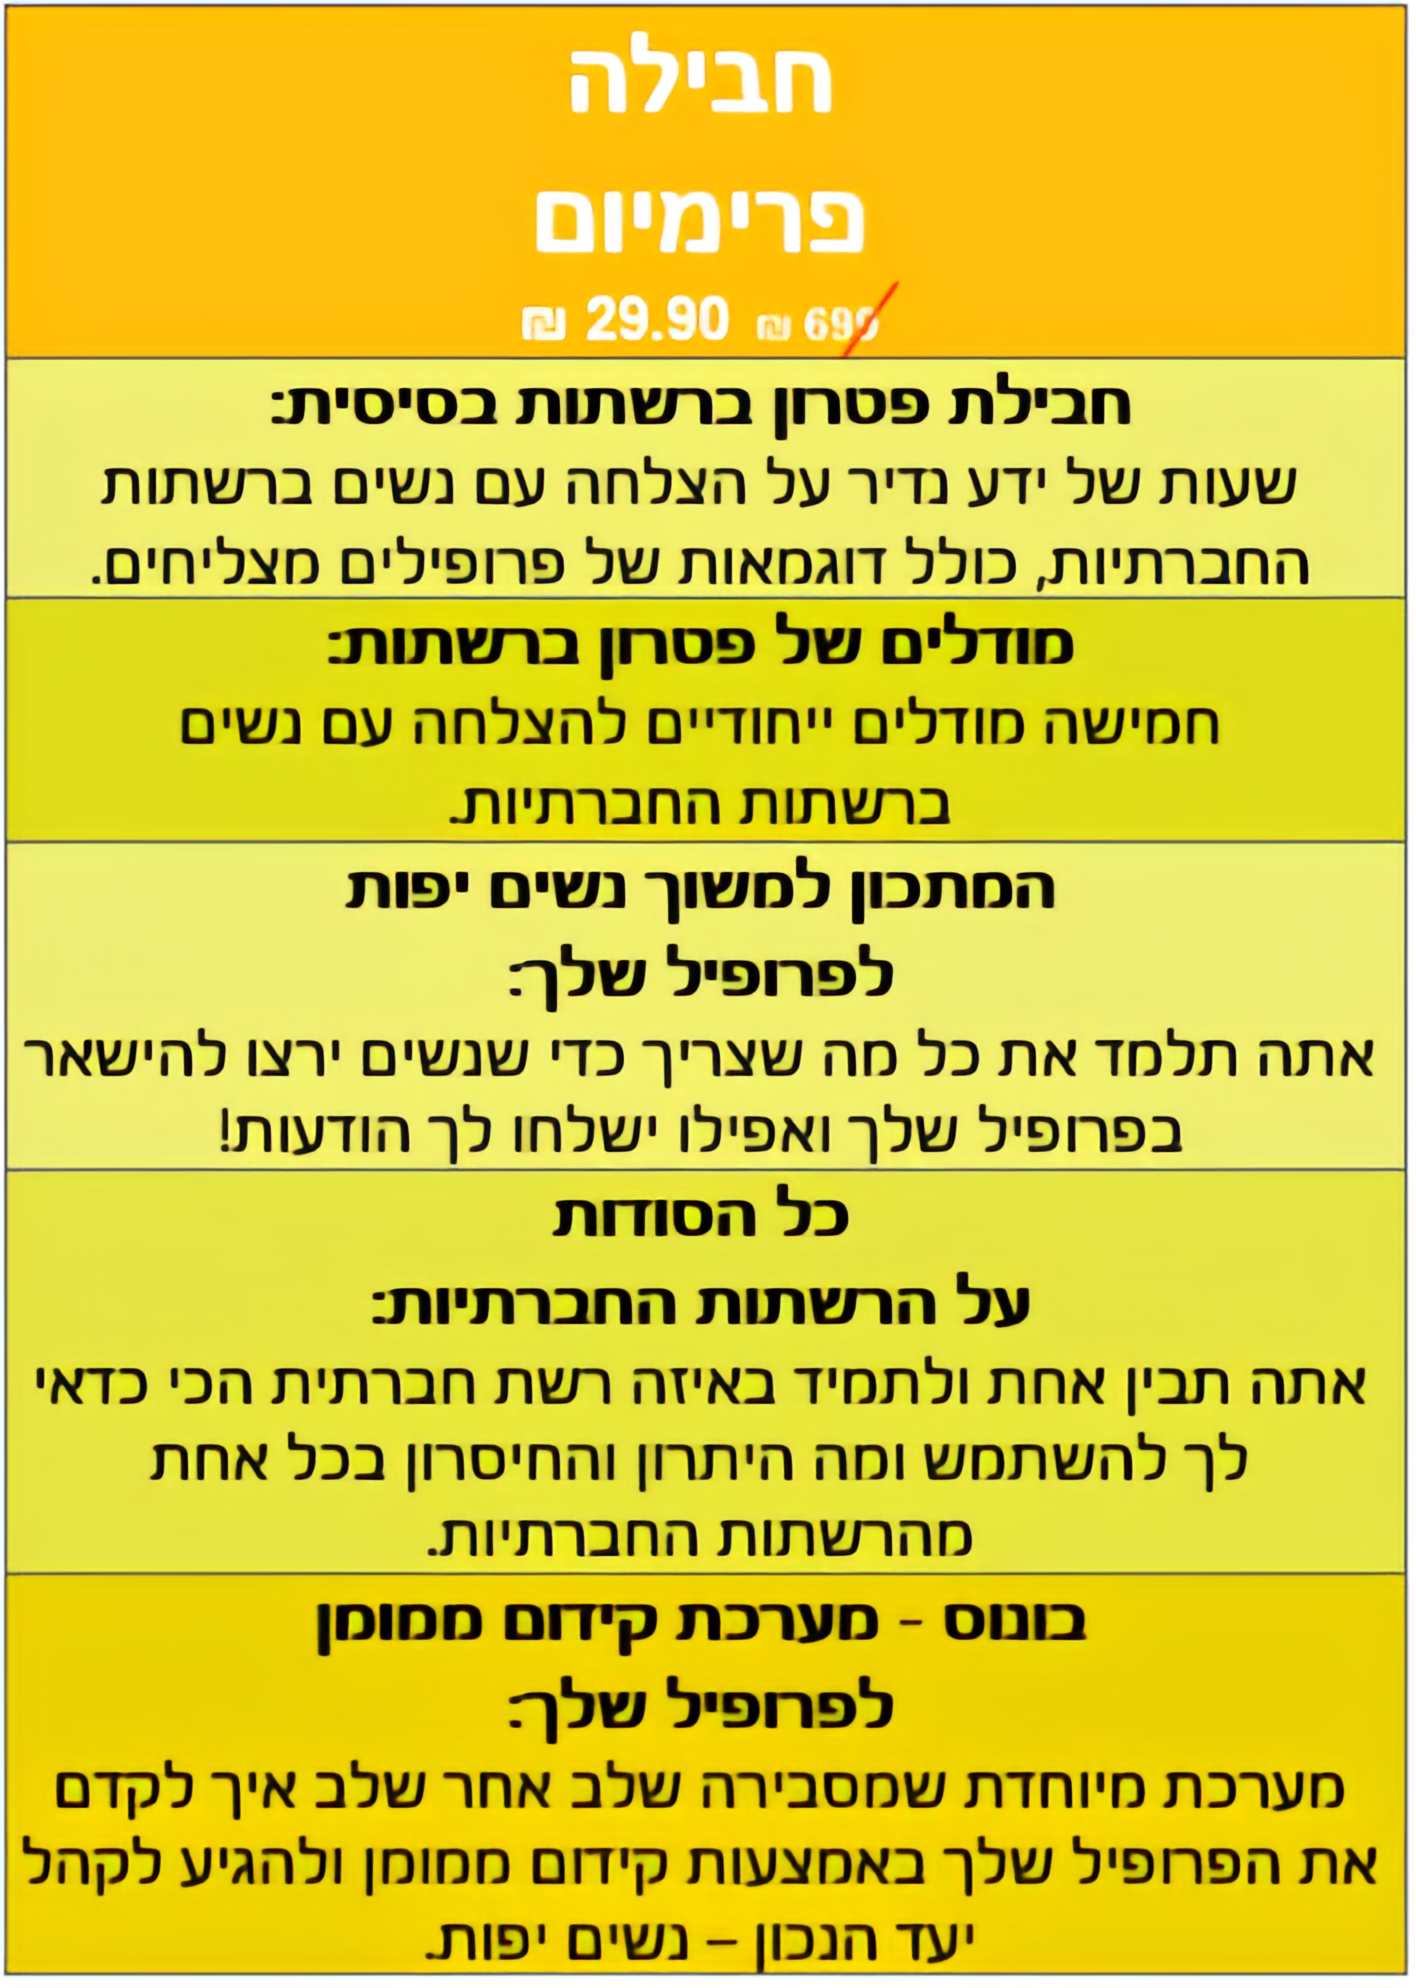 חבילה
פרימיום
699 ₪ 29.90 ₪
חבילת פטרון ברשתות בסיסית:
שעות של ידע נדיר על הצלחה עם נשים ברשתות
החברתיות, כולל דוגמאות של פרופילים מצליחים.
מודלים של פטרון ברשתות:
חמישה מודלים ייחודיים להצלחה עם נשים
ברשתות החברתיות.
המתכון למשוך נשים יפות
לפרופיל שלך:
אתה תלמד את כל מה שצריך כדי שנשים ירצו להישאר
בפרופיל שלך ואפילו ישלחו לך הודעות!
כל הסודות
על הרשתות החברתיות:
אתה תבין אחת ולתמיד באיזה רשת חברתית הכי כדאי
לך להשתמש ומה היתרון והחיסרון בכל אחת
מהרשתות החברתיות.
בונוס - מערכת קידום ממומן
לפרופיל שלך:
מערכת מיוחדת שמסבירה שלב אחר שלב איך לקדם
את הפרופיל שלך באמצעות קידום ממומן ולהגיע לקהל
יעד הנכון – נשים יפות.